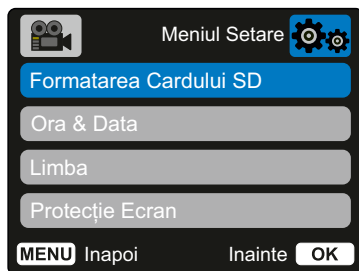 Meniul Setare
Formatarea Cardului SD
Ora & Data
Limba
Protecție Ecran
MENU Inapoi Inainte OK